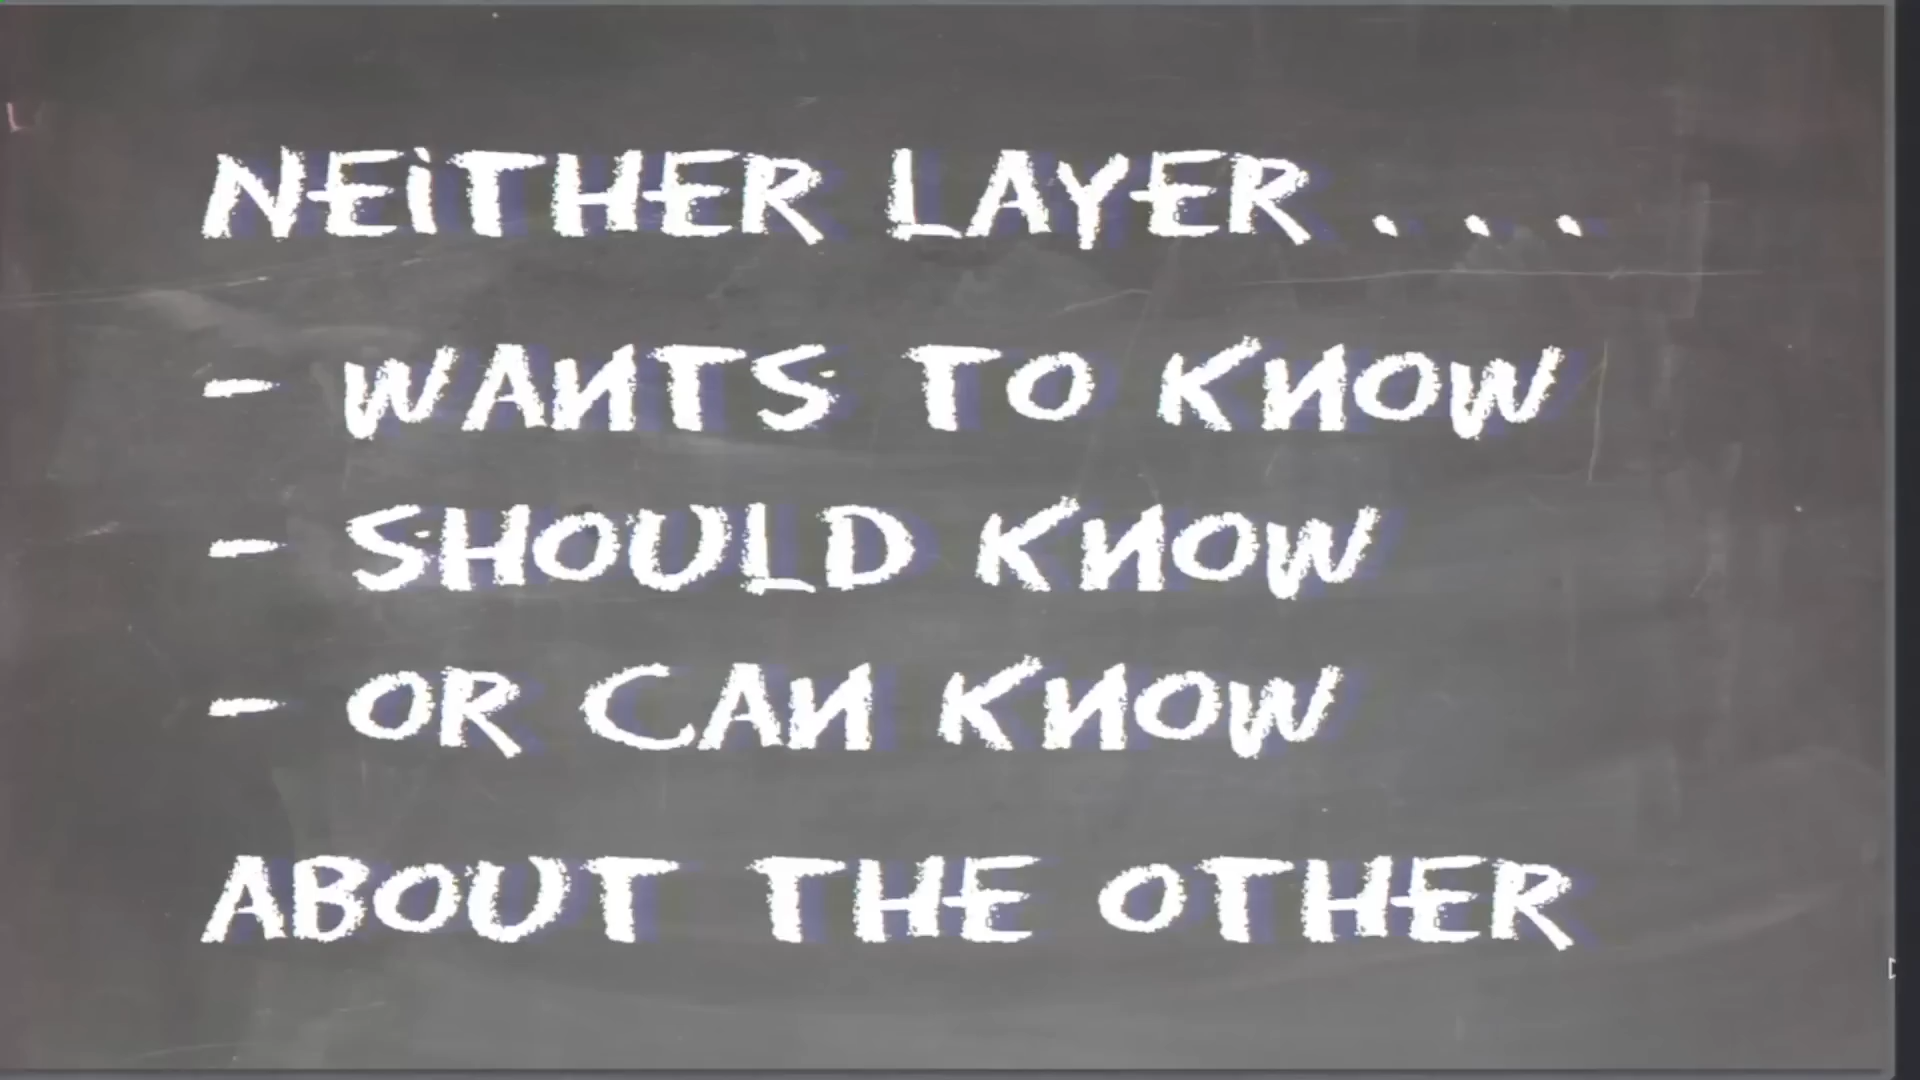 NEITHER LAYER . . .
- WANTS TO KNOW
- SHOULD KNOW
- OR CAN KNOW
ABOUT THE OTHER